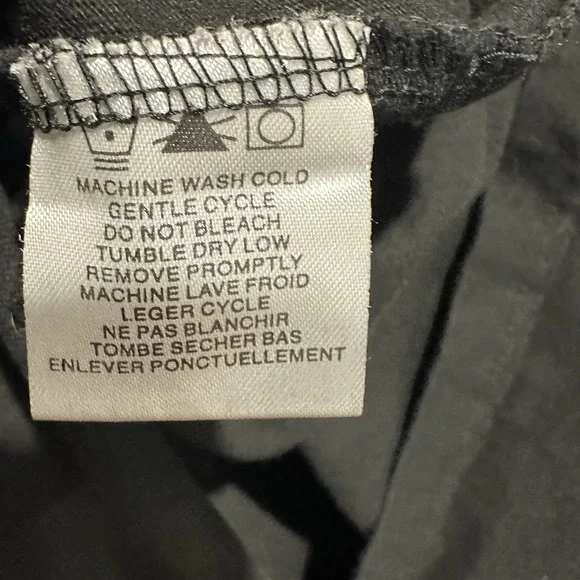 MACHINE WASH COLD
GENTLE CYCLE
DO NOT BLEACH
TUMBLE DRY LOW
REMOVE PROMPTLY
MACHINE LAVE FROID
LEGER CYCLE
NE PAS BLANCHIR
TOMBE SECHER BAS
ENLEVER PONCTUELLEMENT